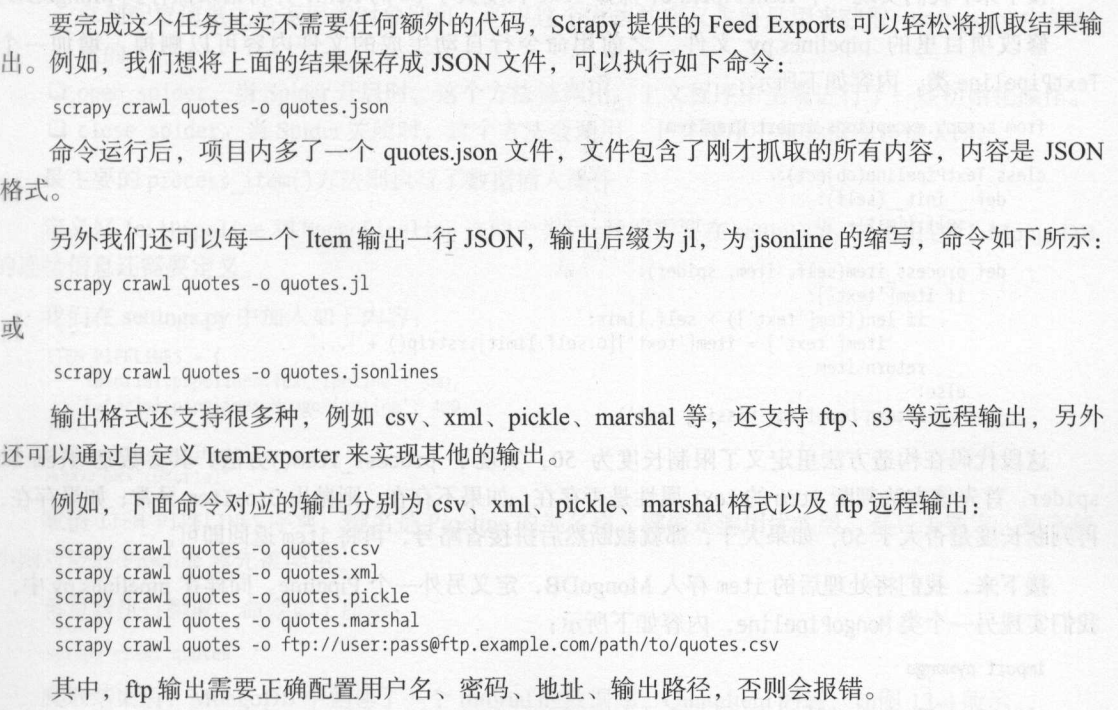 要完成这个任务其实不需要任何额外的代码，Scrapy 提供的 Feed Exports 可以轻松将抓取结果输
出。例如，我们想将上面的结果保存成 JSON 文件，可以执行如下命令：
scrapy crawl quotes -o quotes.json
命令运行后，项目内多了一个 quotes.json 文件，文件包含了刚才抓取的所有内容，内容是 JSON
格式。
另外我们还可以每一个 Item 输出一行 JSON，输出后缀为 jl，为 jsonline 的缩写，命令如下所示：
scrapy crawl quotes -o quotes.jl
或
scrapy crawl quotes -o quotes.jsonlines
输出格式还支持很多种，例如 csv、xml、pickle、marshal 等，还支持 ftp、s3 等远程输出，另外
还可以通过自定义 ItemExporter 来实现其他的输出。
例如，下面命令对应的输出分别为 csv、xml、pickle、marshal 格式以及 ftp 远程输出：
scrapy crawl quotes -o quotes.csv
scrapy crawl quotes -o quotes.xml
scrapy crawl quotes -o quotes.pickle
scrapy crawl quotes -o quotes.marshal
scrapy crawl quotes -o ftp://user:pass@ftp.example.com/path/to/quotes.csv
其中，ftp 输出需要正确配置用户名、密码、地址、输出路径，否则会报错。